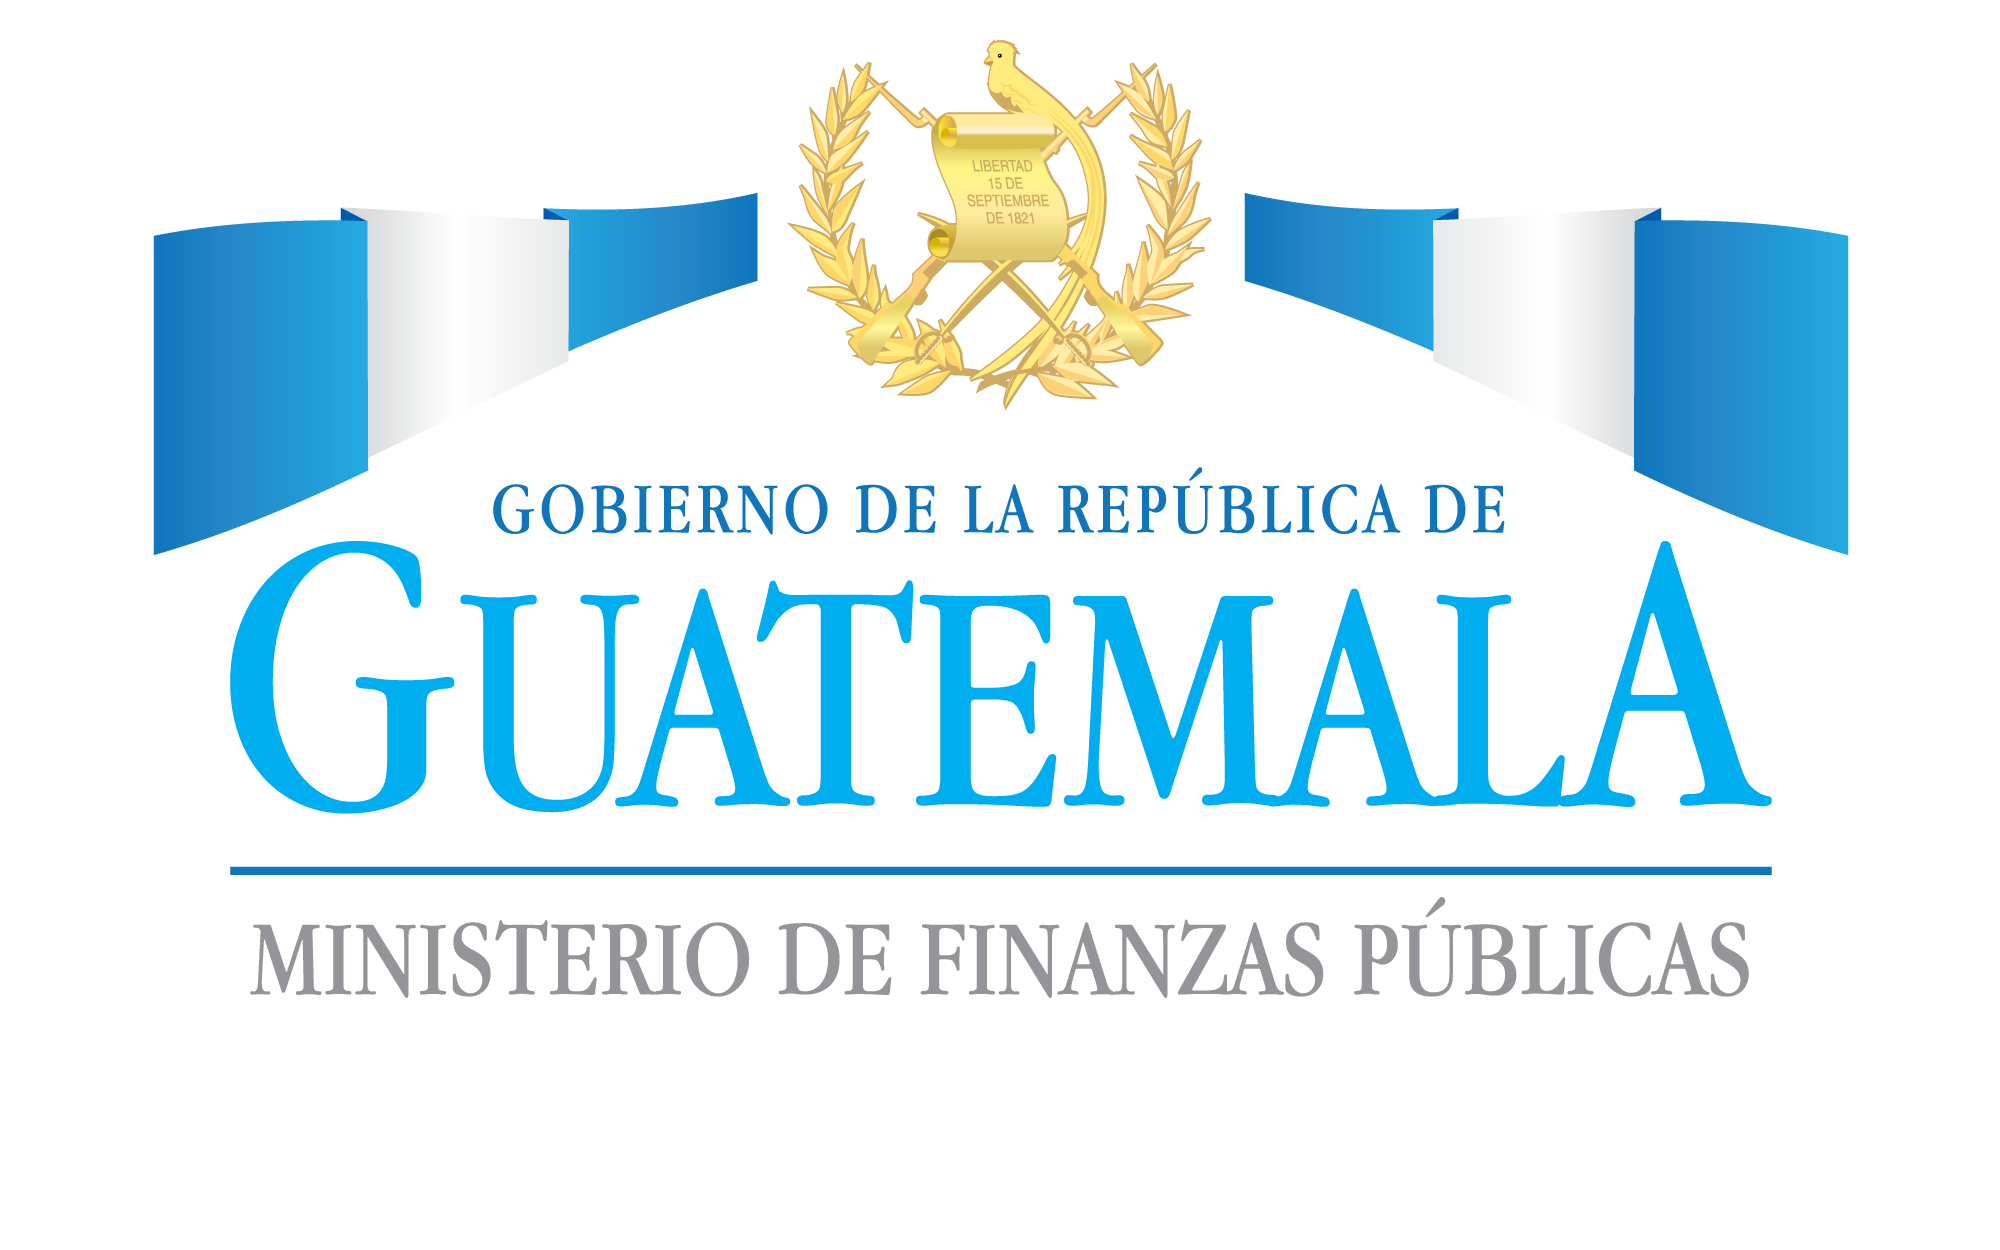 LIBERTAD
15 DE
SEPTIEMBRE
DE 1821
GOBIERNO DE LA REPÚBLICA DE
GUATEMALA
MINISTERIO DE FINANZAS PÚBLICAS